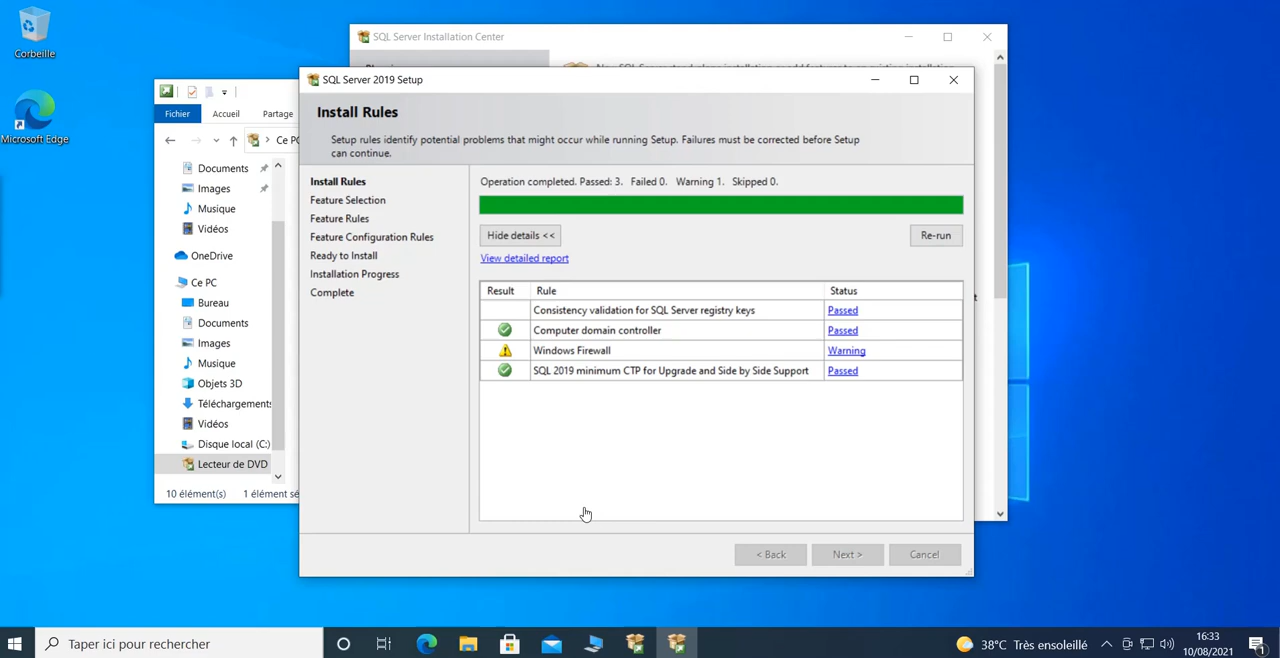 Corbeille
Microsoft Edge
SQL Server Installation Center
Fichier
Accueil
Partage
Ce PC
Documents
Images
Musique
Vidéos
OneDrive
Ce PC
Bureau
Documents
Images
Musique
Objets 3D
Téléchargements
Vidéos
Disque local (C:)
Lecteur de DVD
10 élément(s)
1 élément sé
SQL Server 2019 Setup
Install Rules
Setup rules identify potential problems that might occur while running Setup. Failures must be corrected before Setup
can continue.
Install Rules
Feature Selection
Feature Rules
Feature Configuration Rules
Ready to Install
Installation Progress
Complete
Operation completed. Passed: 3. Failed 0. Warning 1. Skipped 0.
Hide details <<
Re-run
View detailed report
Result Rule Status
Consistency validation for SQL Server registry keys Passed
Computer domain controller Passed
Windows Firewall Warning
SQL 2019 minimum CTP for Upgrade and Side by Side Support Passed
< Back
Next >
Cancel
Taper ici pour rechercher
38°C Très ensoleillé
16:33
10/08/2021
1